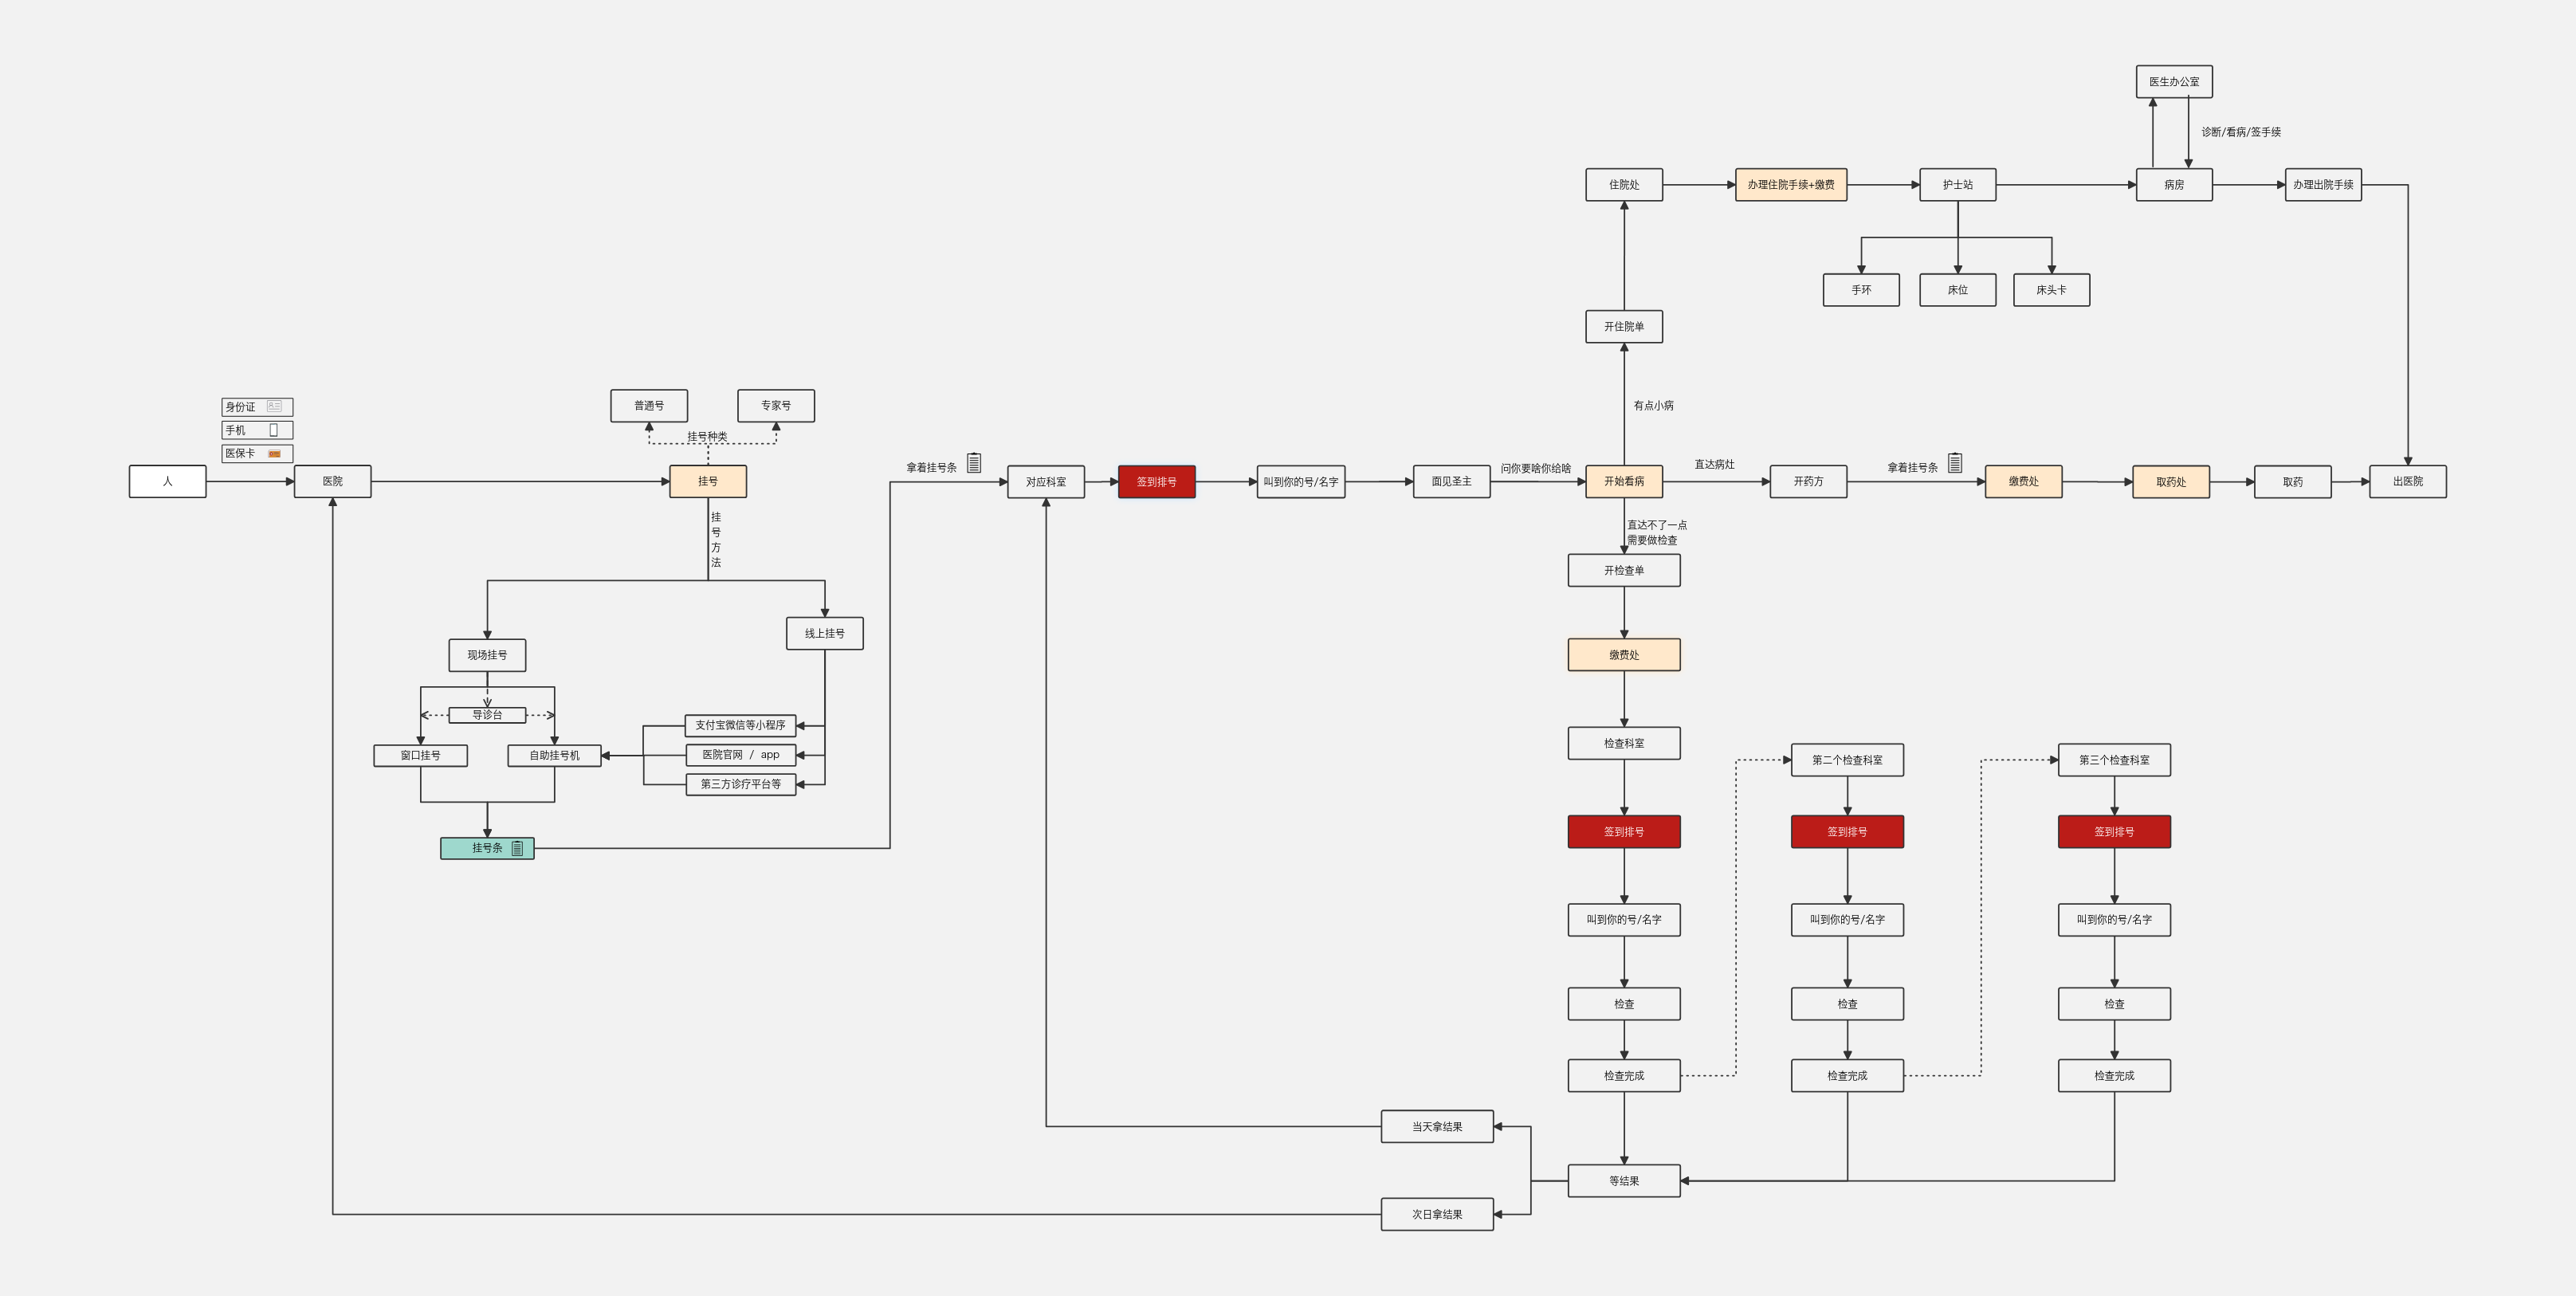 医生办公室
诊断/看病/签手续
住院处
办理住院手续+缴费
护士站
病房
办理出院手续
手环
床位
床头卡
开住院单
有点小病
身份证
手机
医保卡
普通号
专家号
挂号种类
人
医院
挂号
拿着挂号条
对应科室
签到排号
叫到你的号/名字
面见圣主
问你要啥你给啥
开始看病
直达病灶
开药方
拿着挂号条
缴费处
取药处
取药
出医院
挂
号
方
法
直达不了一点
需要做检查
开检查单
线上挂号
现场挂号
缴费处
导诊台
支付宝微信等小程序
窗口挂号
自助挂号机
医院官网 / app
第三方诊疗平台等
挂号条
检查科室
第二个检查科室
第三个检查科室
签到排号
签到排号
签到排号
叫到你的号/名字
叫到你的号/名字
叫到你的号/名字
检查
检查
检查
检查完成
检查完成
检查完成
当天拿结果
等结果
次日拿结果